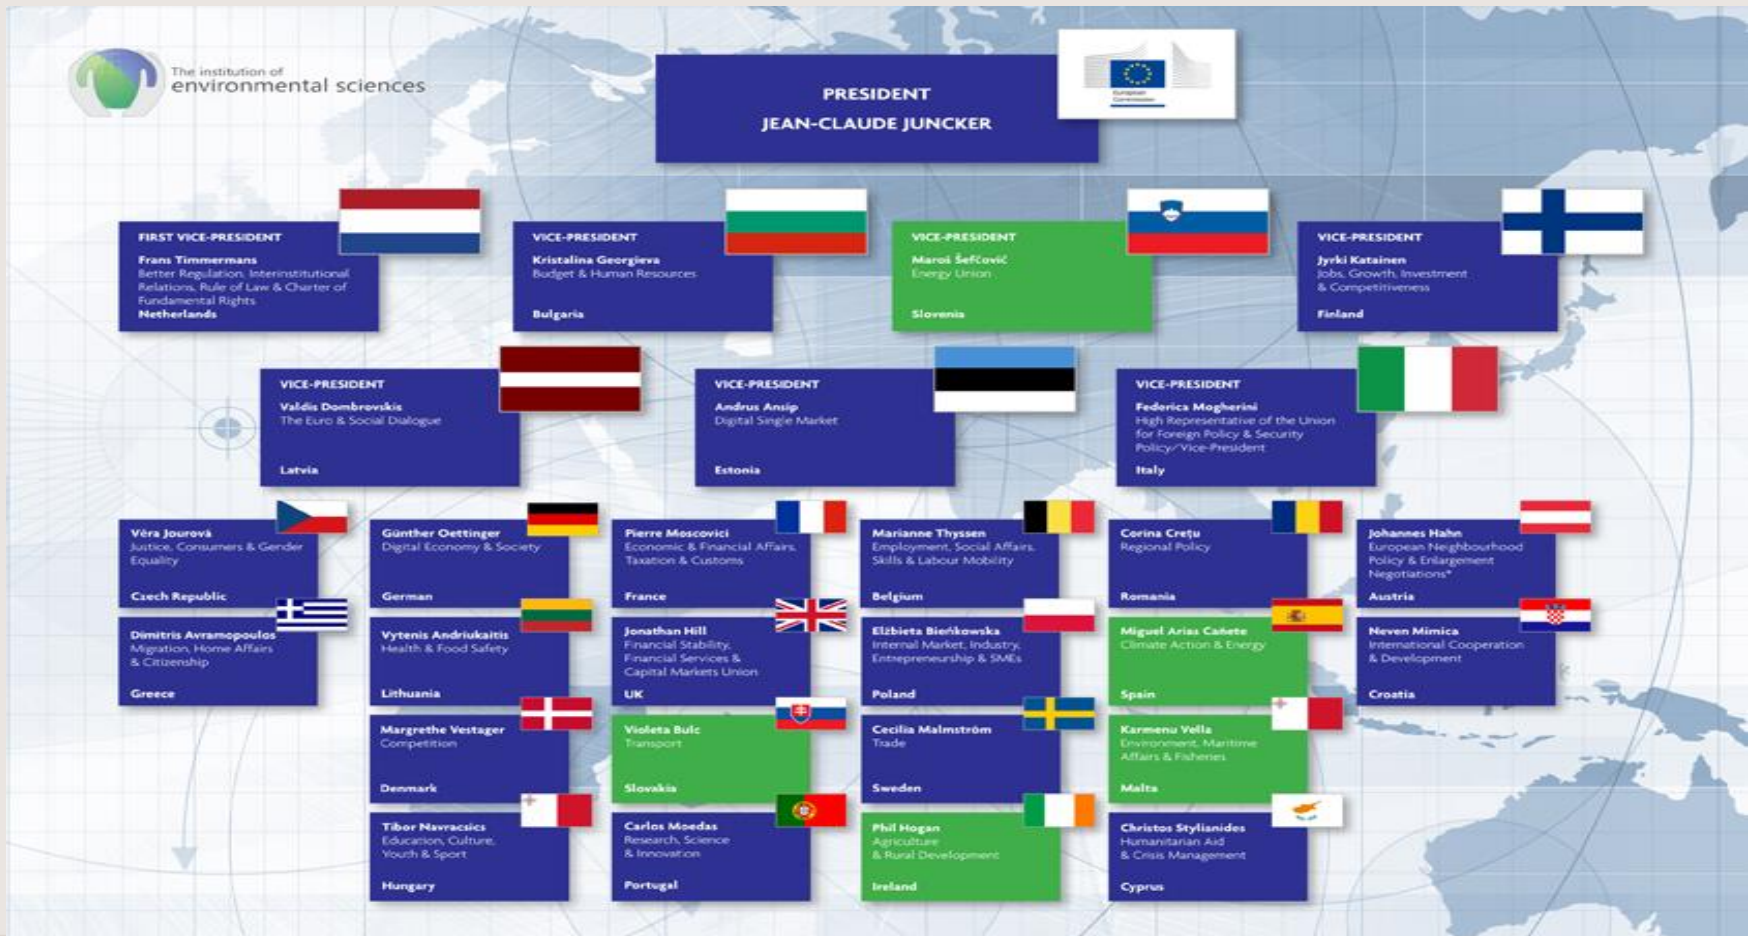 The institution of
environmental sciences
PRESIDENT
JEAN-CLAUDE JUNCKER
European
Commission
FIRST VICE-PRESIDENT
Frans Timmermans
Better Regulation, Interinstitutional
Relations, Rule of Law & Charter of
Fundamental Rights
Netherlands
VICE-PRESIDENT
Kristalina Georgieva
Budget & Human Resources
Bulgaria
VICE-PRESIDENT
Maroš Šefčovič
Energy Union
Slovenia
VICE-PRESIDENT
Jyrki Katainen
Jobs, Growth, Investment
& Competitiveness
Finland
VICE-PRESIDENT
Valdis Dombrovskis
The Euro & Social Dialogue
Latvia
VICE-PRESIDENT
Andrus Ansip
Digital Single Market
Estonia
VICE-PRESIDENT
Federica Mogherini
High Representative of the Union
for Foreign Policy & Security
Policy/Vice-President
Italy
Věra Jourová
Justice, Consumers & Gender
Equality
Czech Republic
Günther Oettinger
Digital Economy & Society
German
Pierre Moscovici
Economic & Financial Affairs,
Taxation & Customs
France
Marianne Thyssen
Employment, Social Affairs,
Skills & Labour Mobility
Belgium
Corina Crețu
Regional Policy
Romania
Johannes Hahn
European Neighbourhood
Policy & Enlargement
Negotiations*
Austria
Dimitris Avramopoulos
Migration, Home Affairs
& Citizenship
Greece
Vytenis Andriukaitis
Health & Food Safety
Lithuania
Jonathan Hill
Financial Stability,
Financial Services &
Capital Markets Union
UK
Elżbieta Bieńkowska
Internal Market, Industry,
Entrepreneurship & SMEs
Poland
Miguel Arias Cañete
Climate Action & Energy
Spain
Neven Mimica
International Cooperation
& Development
Croatia
Margrethe Vestager
Competition
Denmark
Violeta Bulc
Transport
Slovakia
Cecilia Malmström
Trade
Sweden
Karmenu Vella
Environment, Maritime
Affairs & Fisheries
Malta
Tibor Navracsics
Education, Culture,
Youth & Sport
Hungary
Carlos Moedas
Research, Science
& Innovation
Portugal
Phil Hogan
Agriculture
& Rural Development
Ireland
Christos Stylianides
Humanitarian Aid
& Crisis Management
Cyprus